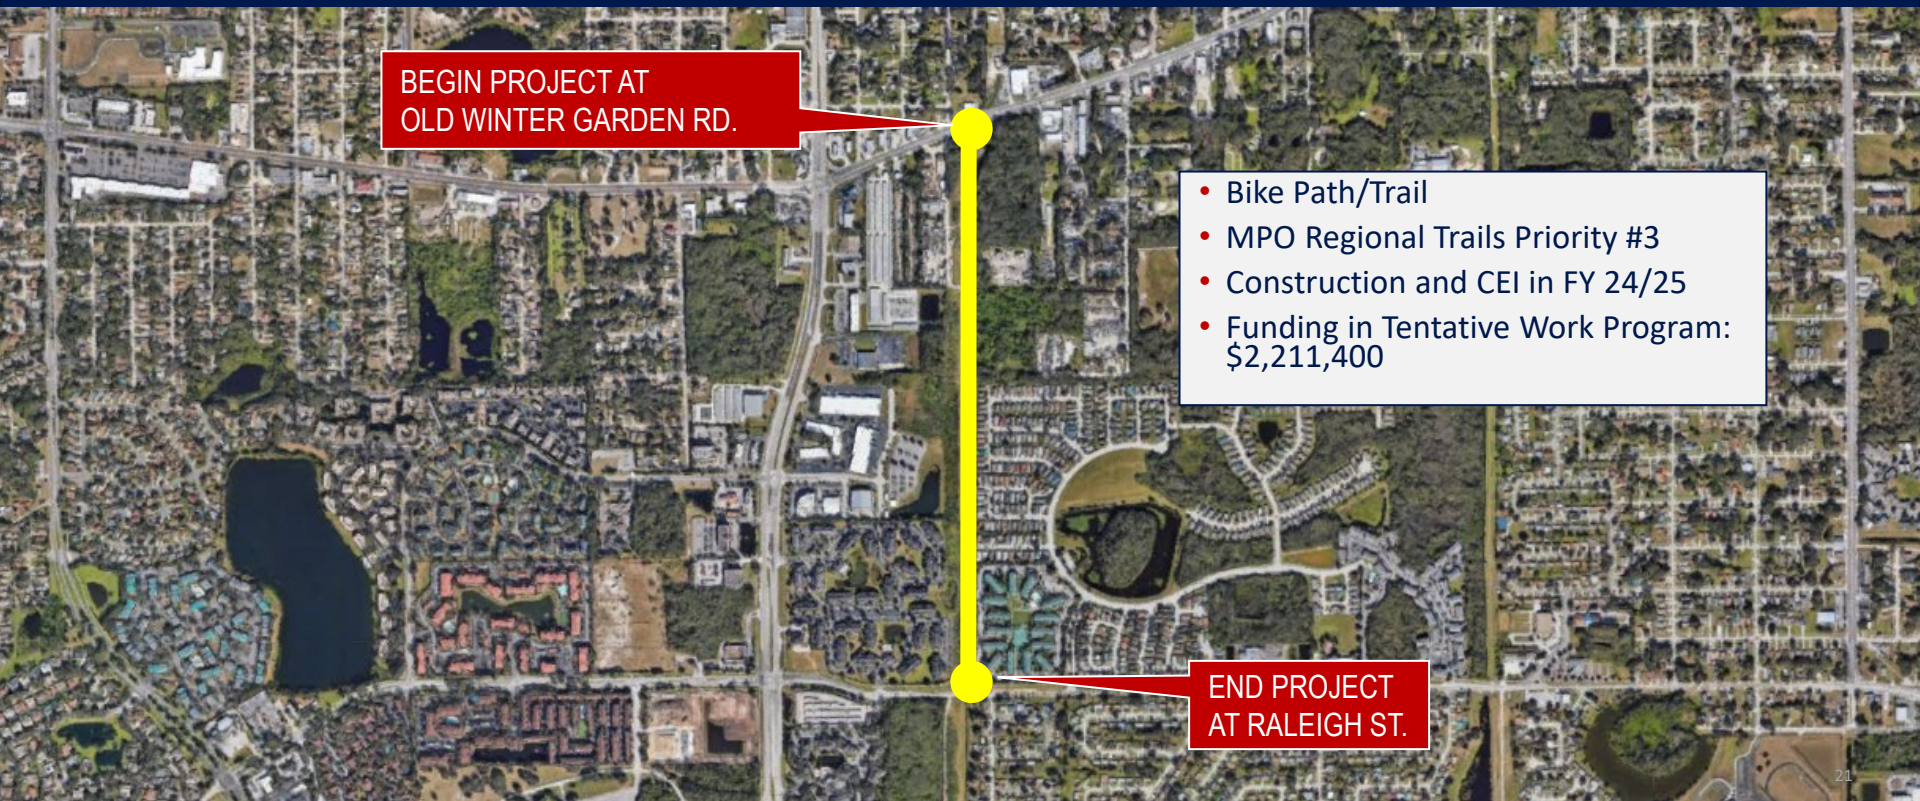 BEGIN PROJECT AT
OLD WINTER GARDEN RD.
• Bike Path/Trail
• MPO Regional Trails Priority #3
• Construction and CEI in FY 24/25
• Funding in Tentative Work Program:
$2,211,400
END PROJECT
AT RALEIGH ST.
21